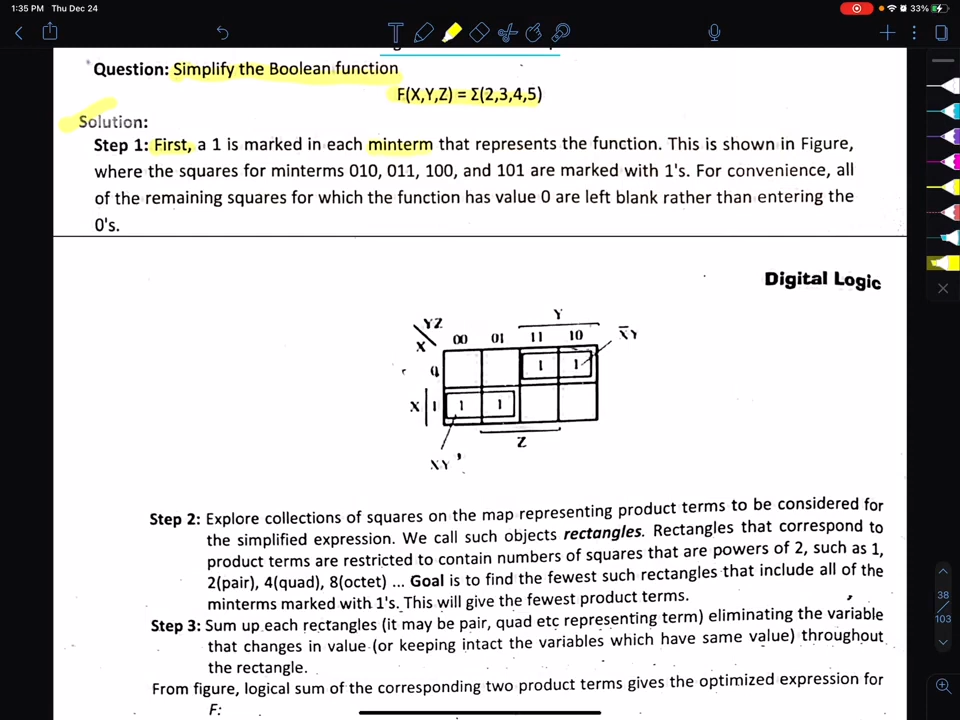 1:35 PM Thu Dec 24
33%
Question: Simplify the Boolean function
F(X,Y,Z) = Σ(2,3,4,5)
Solution:
Step 1: First, a 1 is marked in each minterm that represents the function. This is shown in Figure,
where the squares for minterms 010, 011, 100, and 101 are marked with 1's. For convenience, all
of the remaining squares for which the function has value 0 are left blank rather than entering the
0's.
Digital Logic
Y
YZ
X
00 01 11 10
X̅Y
0
1 1
X 1
1 1
Z
XY'
Step 2: Explore collections of squares on the map representing product terms to be considered for
the simplified expression. We call such objects rectangles. Rectangles that correspond to
product terms are restricted to contain numbers of squares that are powers of 2, such as 1,
2(pair), 4(quad), 8(octet) ... Goal is to find the fewest such rectangles that include all of the
minterms marked with 1's. This will give the fewest product terms.
Step 3: Sum up each rectangles (it may be pair, quad etc representing term) eliminating the variable
that changes in value (or keeping intact the variables which have same value) throughout
the rectangle.
From figure, logical sum of the corresponding two product terms gives the optimized expression for
F:
38
103